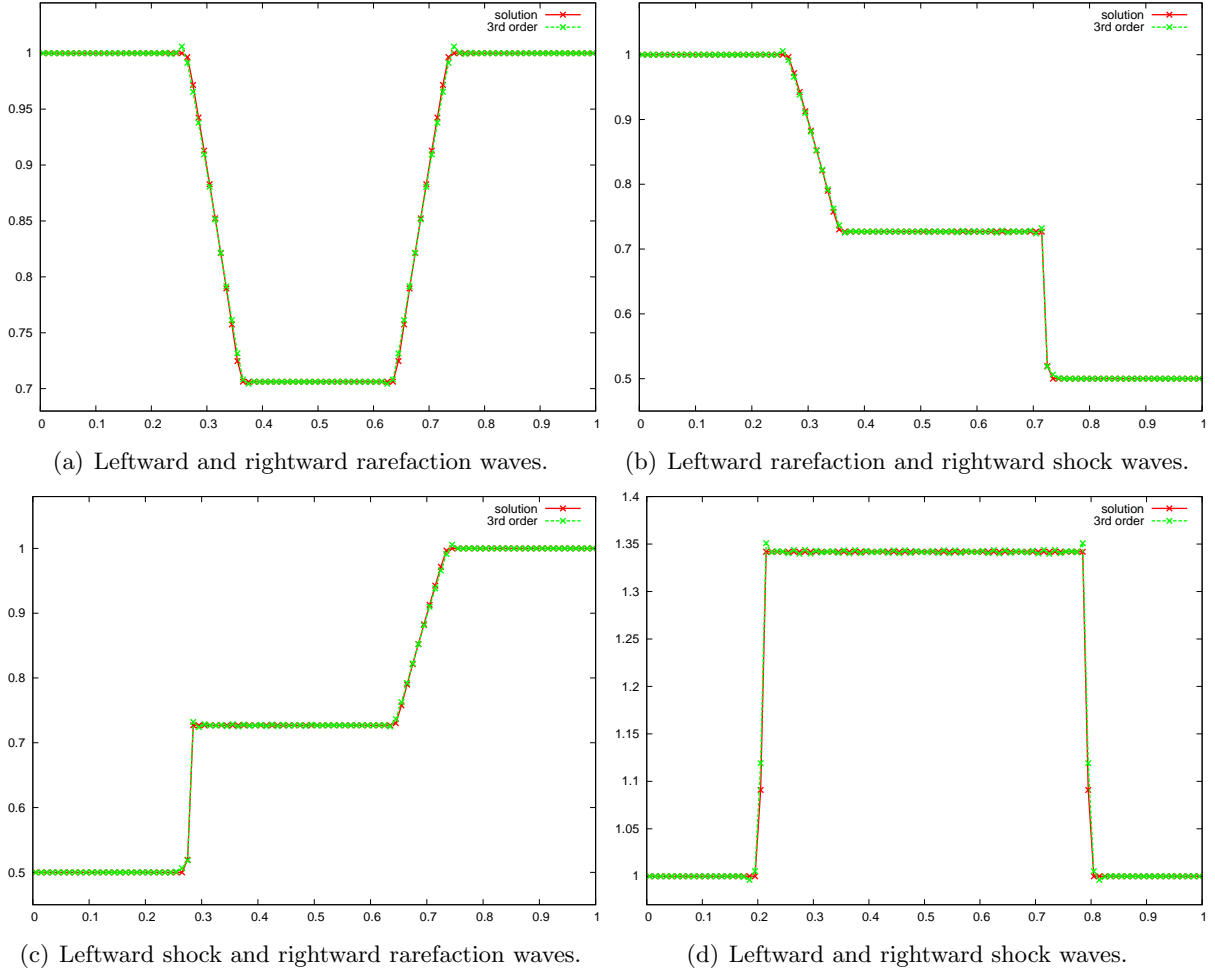 solution
3rd order
1
0.95
0.9
0.85
0.8
0.75
0.7
0 0.1 0.2 0.3 0.4 0.5 0.6 0.7 0.8 0.9 1
(a) Leftward and rightward rarefaction waves.
solution
3rd order
1
0.9
0.8
0.7
0.6
0.5
0 0.1 0.2 0.3 0.4 0.5 0.6 0.7 0.8 0.9 1
(b) Leftward rarefaction and rightward shock waves.
solution
3rd order
1
0.9
0.8
0.7
0.6
0.5
0 0.1 0.2 0.3 0.4 0.5 0.6 0.7 0.8 0.9 1
(c) Leftward shock and rightward rarefaction waves.
1.4
solution
3rd order
1.35
1.3
1.25
1.2
1.15
1.1
1.05
1
0 0.1 0.2 0.3 0.4 0.5 0.6 0.7 0.8 0.9 1
(d) Leftward and rightward shock waves.